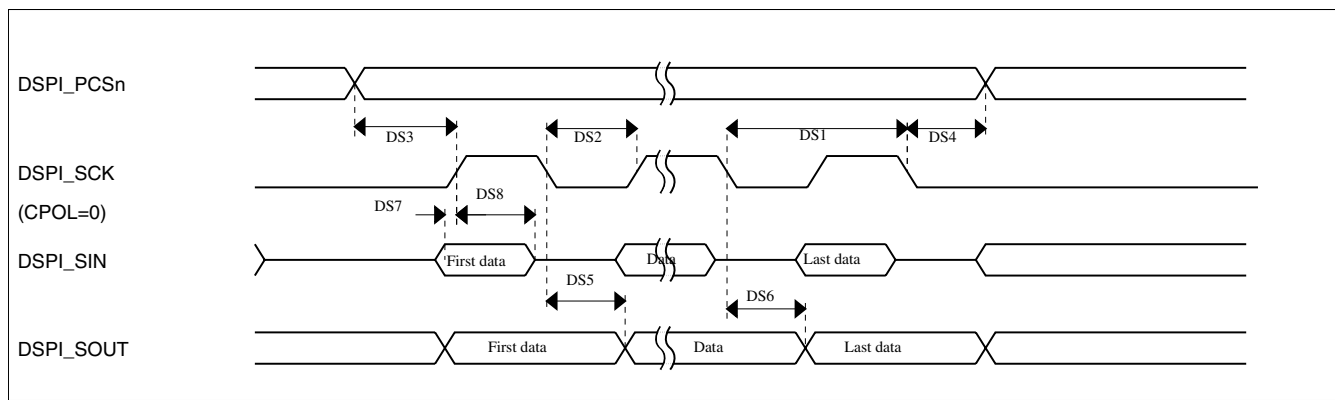 DSPI_PCSn
DS3
DS2
DS1
DS4
DSPI_SCK
(CPOL=0)
DS7
DS8
DSPI_SIN
First data
Data
Last data
DS5
DS6
DSPI_SOUT
First data
Data
Last data